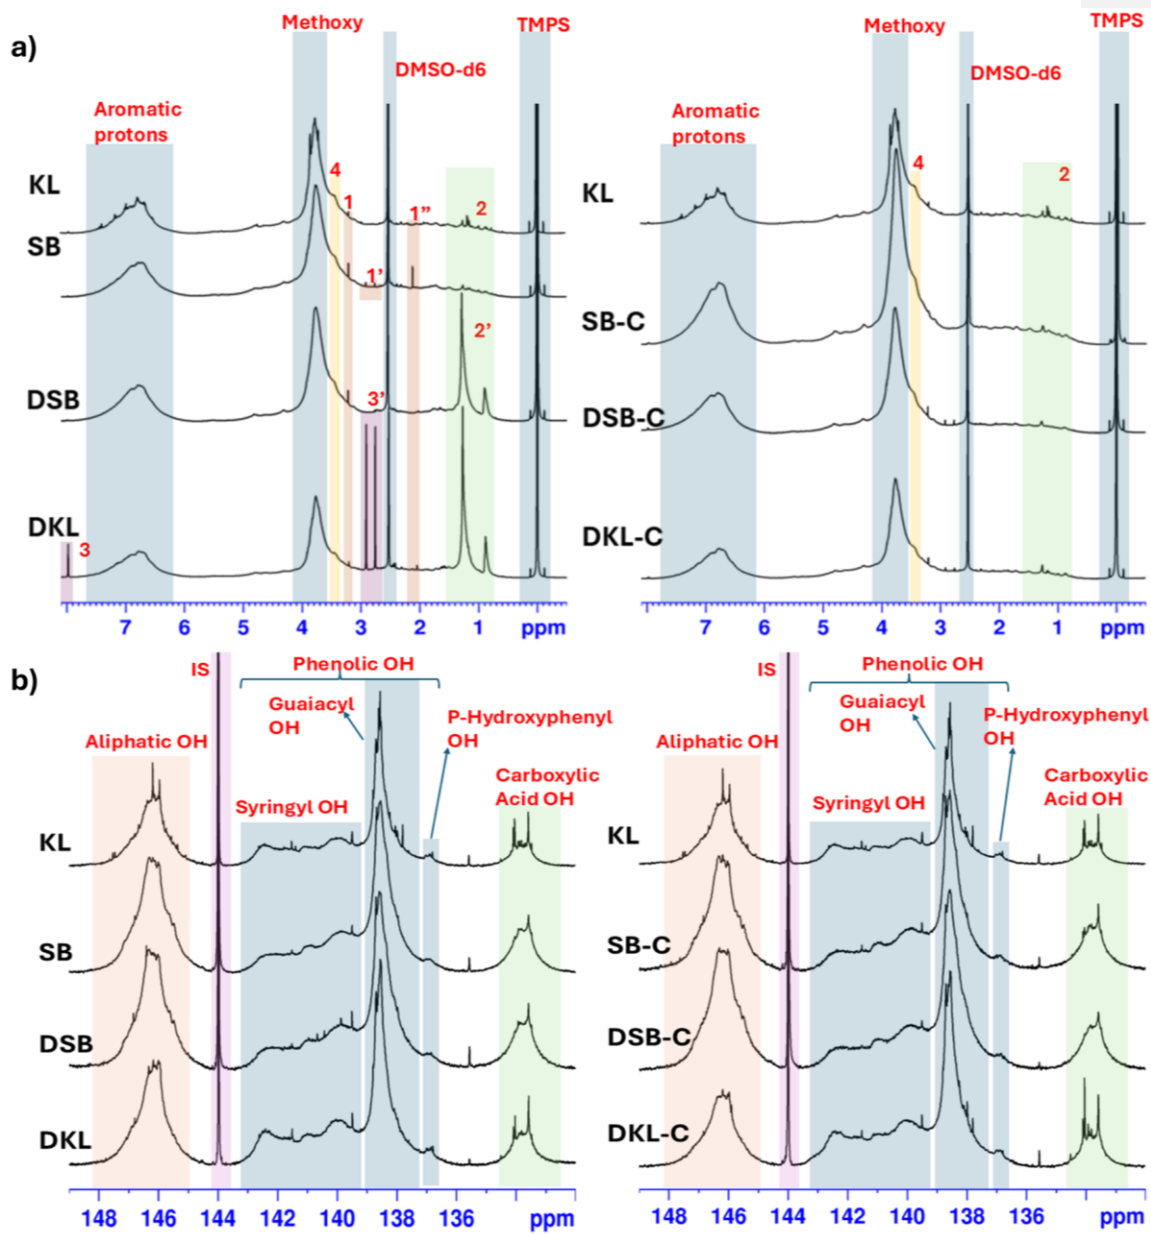 a)
Methoxy
TMPS
DMSO-d6
Aromatic
protons
KL
4
1
1’’
2
SB
1’
2’
DSB
3’
DKL
3
7 6 5 4 3 2 1 ppm
Methoxy
TMPS
DMSO-d6
Aromatic
protons
4
2
KL
SB-C
DSB-C
DKL-C
7 6 5 4 3 2 1 ppm
b)
IS
Phenolic OH
Guaiacyl
OH
P-Hydroxyphenyl
OH
Aliphatic OH
Carboxylic
Acid OH
Syringyl OH
KL
SB
DSB
DKL
148 146 144 142 140 138 136 ppm
IS
Phenolic OH
Guaiacyl
OH
P-Hydroxyphenyl
OH
Aliphatic OH
Carboxylic
Acid OH
Syringyl OH
KL
SB-C
DSB-C
DKL-C
148 146 144 142 140 138 136 ppm